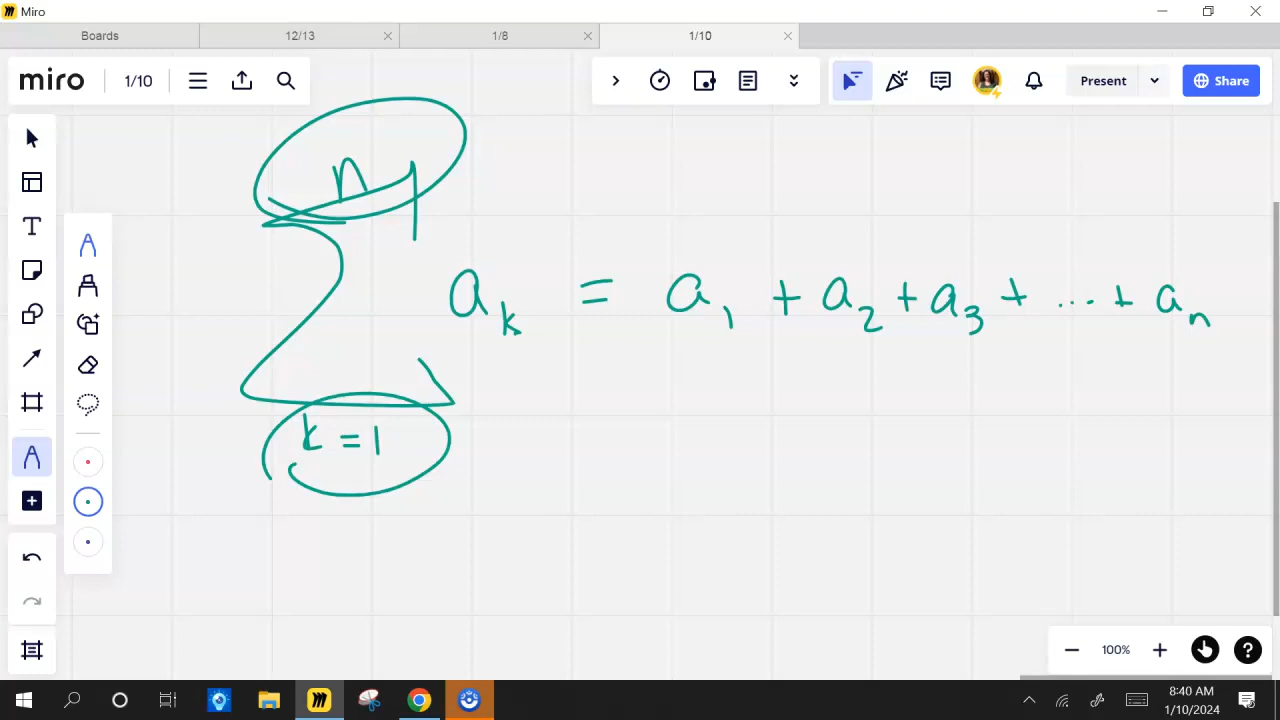 Miro
Boards 12/13 1/8 1/10
miro 1/10 Present Share
n
∑ a_k = a_1 + a_2 + a_3 + ... + a_n
k = 1
100%
8:40 AM
1/10/2024